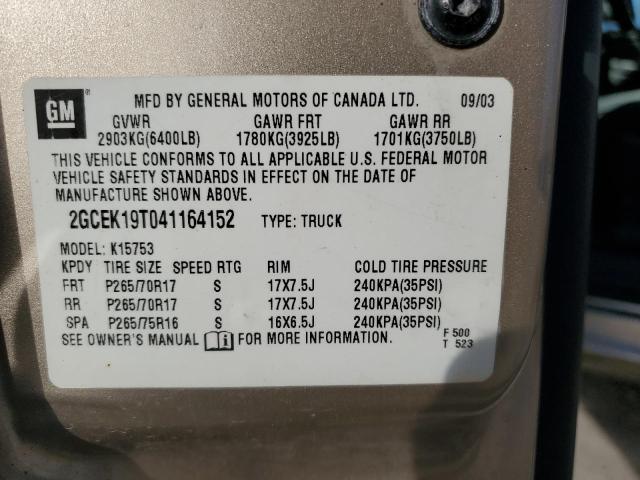 GM ®
MFD BY GENERAL MOTORS OF CANADA LTD. 09/03
GVWR GAWR FRT GAWR RR
2903KG(6400LB) 1780KG(3925LB) 1701KG(3750LB)
THIS VEHICLE CONFORMS TO ALL APPLICABLE U.S. FEDERAL MOTOR
VEHICLE SAFETY STANDARDS IN EFFECT ON THE DATE OF
MANUFACTURE SHOWN ABOVE.
2GCEK19T041164152 TYPE: TRUCK
MODEL: K15753
KPDY TIRE SIZE SPEED RTG RIM COLD TIRE PRESSURE
FRT P265/70R17 S 17X7.5J 240KPA(35PSI)
RR P265/70R17 S 17X7.5J 240KPA(35PSI)
SPA P265/75R16 S 16X6.5J 240KPA(35PSI)
SEE OWNER'S MANUAL FOR MORE INFORMATION. F 500
T 523